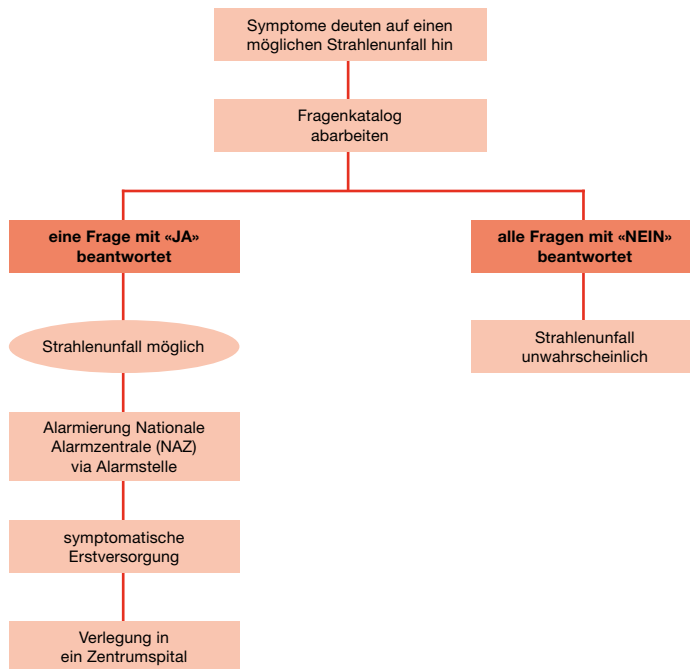 Symptome deuten auf einen
möglichen Strahlenunfall hin
Fragenkatalog
abarbeiten
eine Frage mit «JA»
beantwortet
alle Fragen mit «NEIN»
beantwortet
Strahlenunfall möglich
Strahlenunfall
unwahrscheinlich
Alarmierung Nationale
Alarmzentrale (NAZ)
via Alarmstelle
symptomatische
Erstversorgung
Verlegung in
ein Zentrumspital